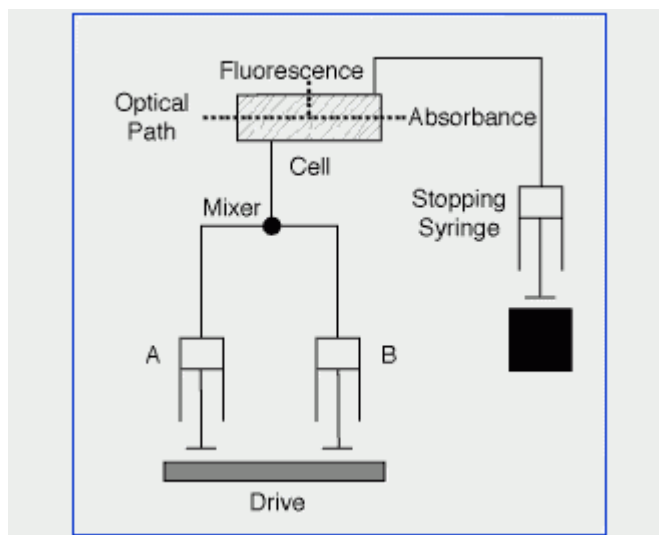 Fluorescence
Optical
Path
Absorbance
Cell
Mixer
Stopping
Syringe
A
B
Drive